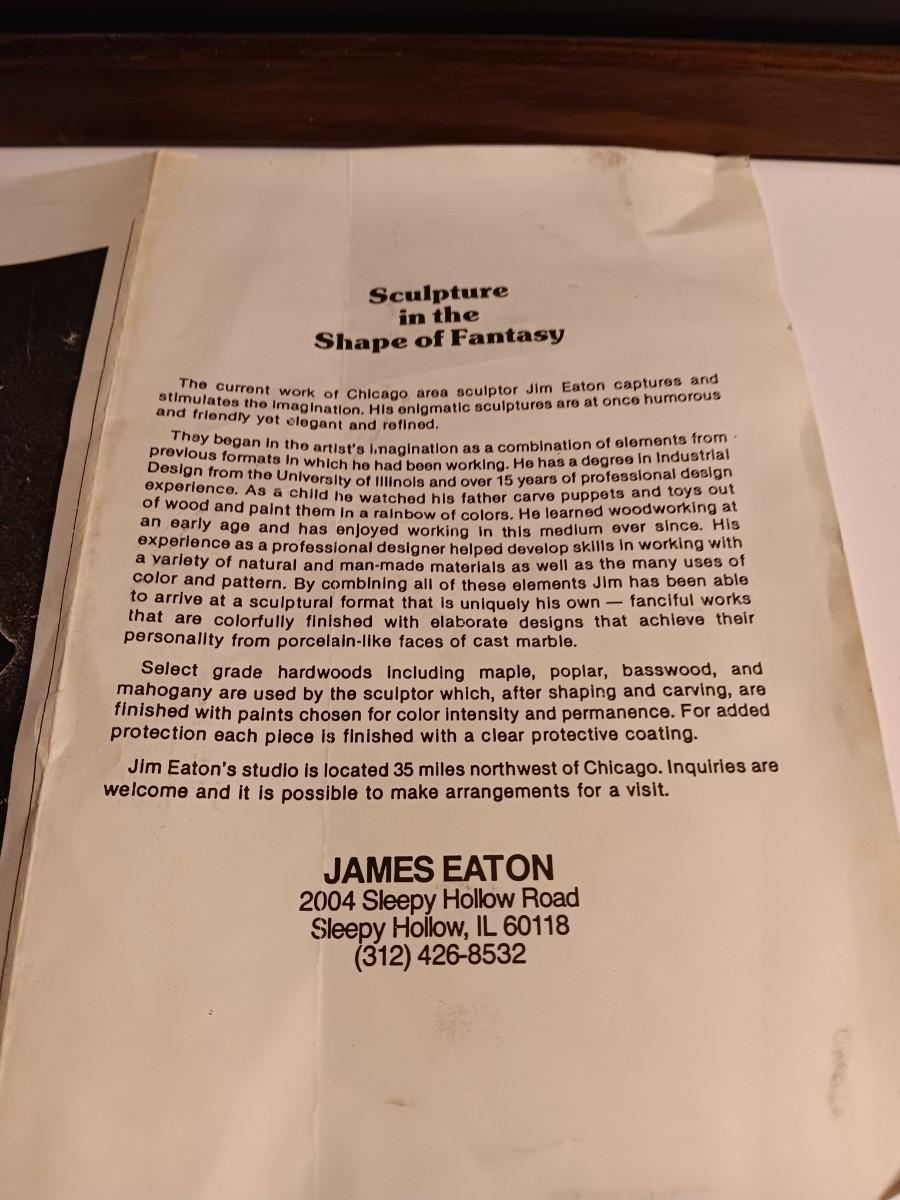 Sculpture
in the
Shape of Fantasy
The current work of Chicago area sculptor Jim Eaton captures and
stimulates the imagination. His enigmatic sculptures are at once humorous
and friendly yet elegant and refined.
They began in the artist's imagination as a combination of elements from
previous formats in which he had been working. He has a degree in Industrial
Design from the University of Illinois and over 15 years of professional design
experience. As a child he watched his father carve puppets and toys out
of wood and paint them in a rainbow of colors. He learned woodworking at
an early age and has enjoyed working in this medium ever since. His
experience as a professional designer helped develop skills in working with
a variety of natural and man-made materials as well as the many uses of
color and pattern. By combining all of these elements Jim has been able
to arrive at a sculptural format that is uniquely his own — fanciful works
that are colorfully finished with elaborate designs that achieve their
personality from porcelain-like faces of cast marble.
Select grade hardwoods including maple, poplar, basswood, and
mahogany are used by the sculptor which, after shaping and carving, are
finished with paints chosen for color intensity and permanence. For added
protection each piece is finished with a clear protective coating.
Jim Eaton's studio is located 35 miles northwest of Chicago. Inquiries are
welcome and it is possible to make arrangements for a visit.
JAMES EATON
2004 Sleepy Hollow Road
Sleepy Hollow, IL 60118
(312) 426-8532